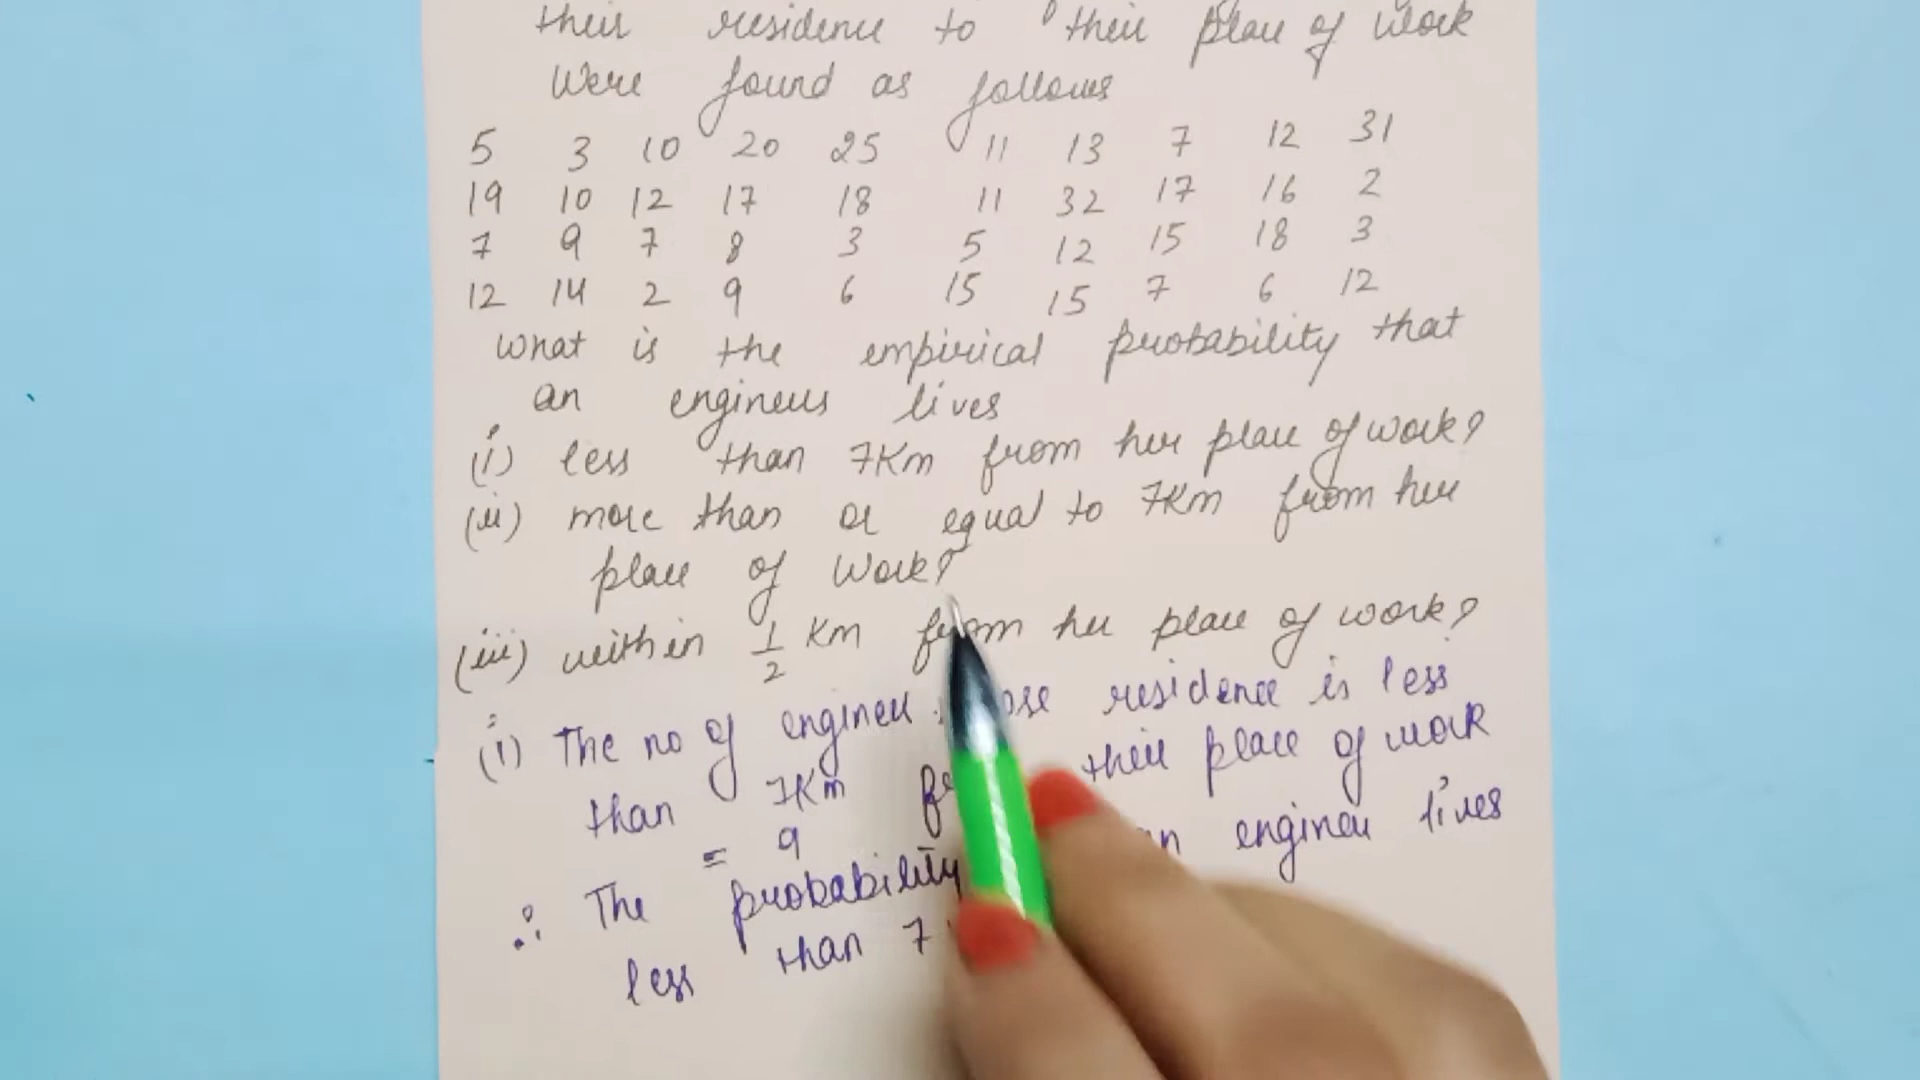 their residence to their place of work
Were found as follows
5 3 10 20 25 11 13 7 12 31
19 10 12 17 18 11 32 17 16 2
7 9 7 8 3 5 12 15 18 3
12 14 2 9 6 15 15 7 6 12
What is the empirical probability that
an engineers lives
(i) less than 7Km from her place of work?
(ii) more than or equal to 7Km from her
place of Work?
(iii) within 1/2 Km from her place of work?
(i) The no of engineer residence is less
than 7Km their place of work
= 9
∴ The probability engineer lives
less than 7